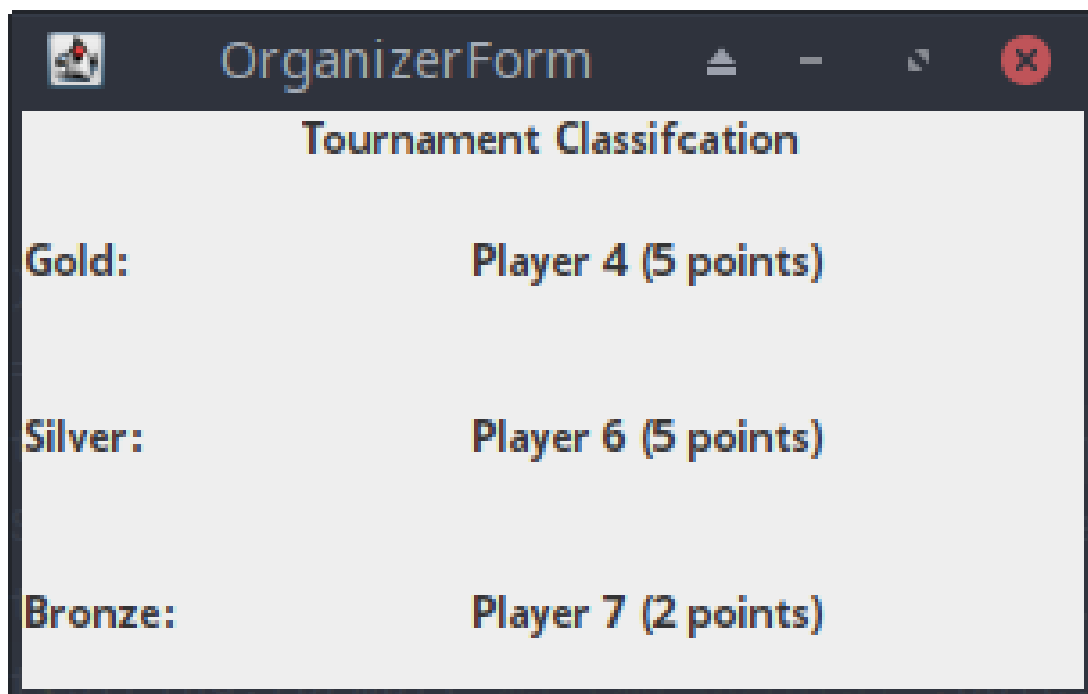 OrganizerForm
Tournament Classifcation
Gold: Player 4 (5 points)
Silver: Player 6 (5 points)
Bronze: Player 7 (2 points)